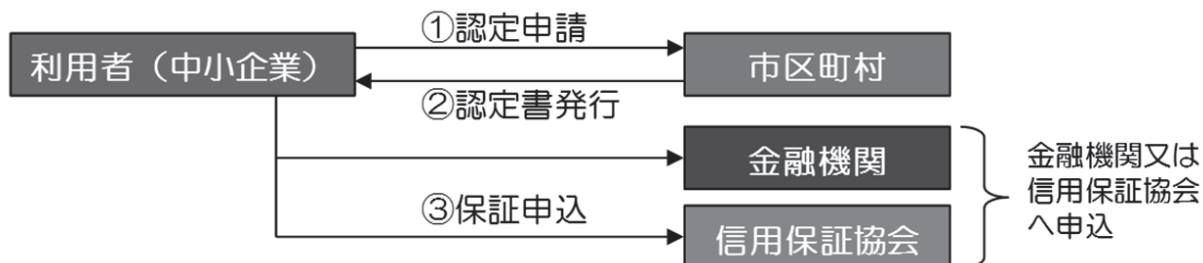 ①認定申請
利用者（中小企業）
市区町村
②認定書発行
金融機関
③保証申込
信用保証協会
金融機関又は
信用保証協会
へ申込